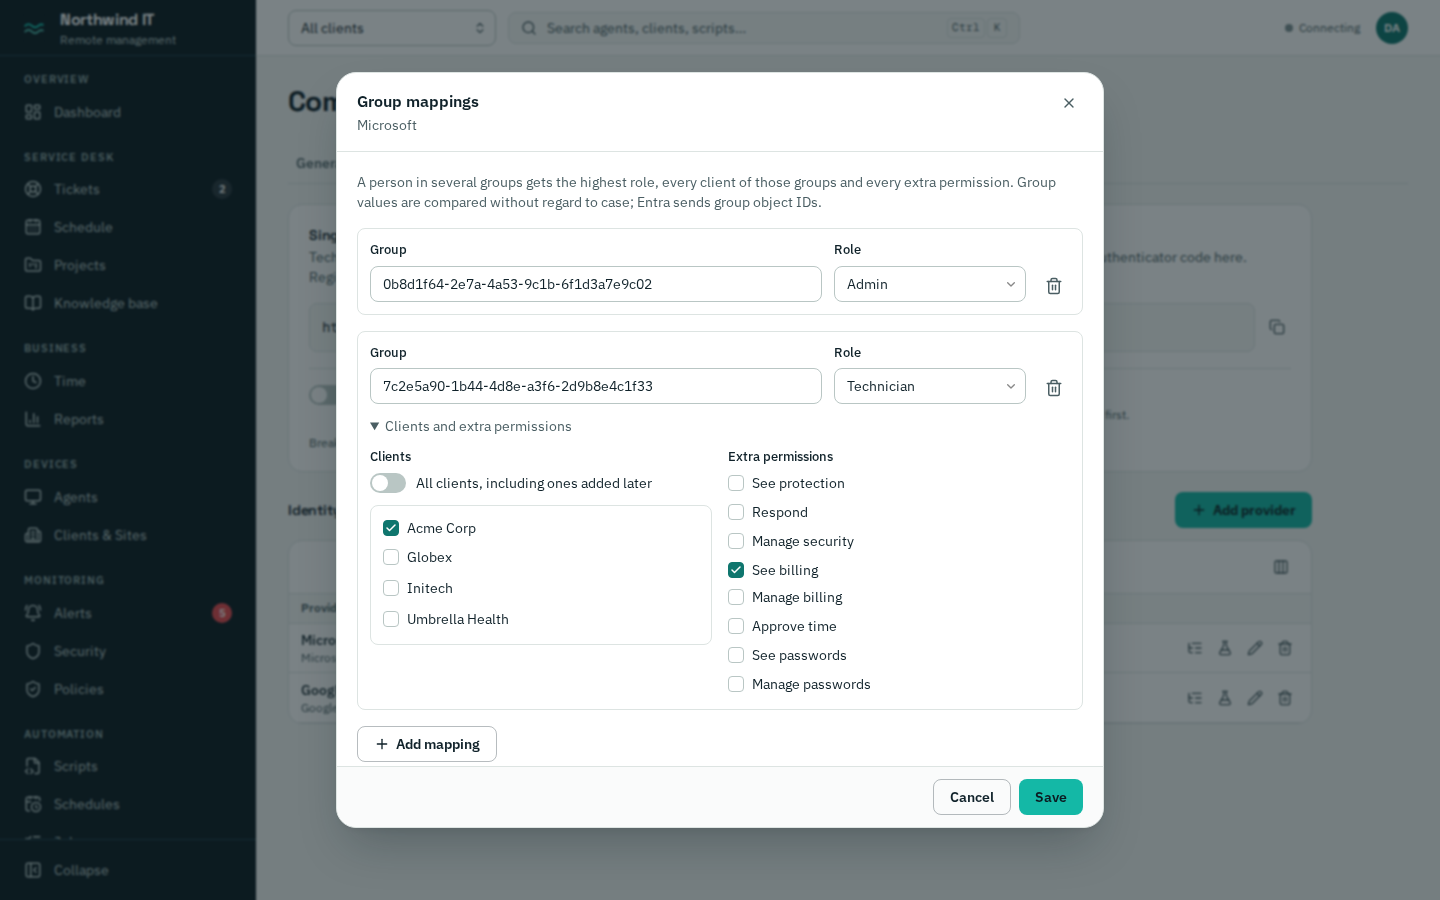 Northwind IT
Remote management
All clients
Search agents, clients, scripts...
Ctrl K
Connecting
DA
OVERVIEW
Dashboard
SERVICE DESK
Tickets 2
Schedule
Projects
Knowledge base
BUSINESS
Time
Reports
DEVICES
Agents
Clients & Sites
MONITORING
Alerts 5
Security
Policies
AUTOMATION
Scripts
Schedules
Collapse
Group mappings
Microsoft
A person in several groups gets the highest role, every client of those groups and every extra permission. Group
values are compared without regard to case; Entra sends group object IDs.
Group Role
0b8d1f64-2e7a-4a53-9c1b-6f1d3a7e9c02 Admin
Group Role
7c2e5a90-1b44-4d8e-a3f6-2d9b8e4c1f33 Technician
Clients and extra permissions
Clients
All clients, including ones added later
Acme Corp
Globex
Initech
Umbrella Health
Extra permissions
See protection
Respond
Manage security
See billing
Manage billing
Approve time
See passwords
Manage passwords
Add mapping
Cancel Save
authenticator code here.
first.
Add provider